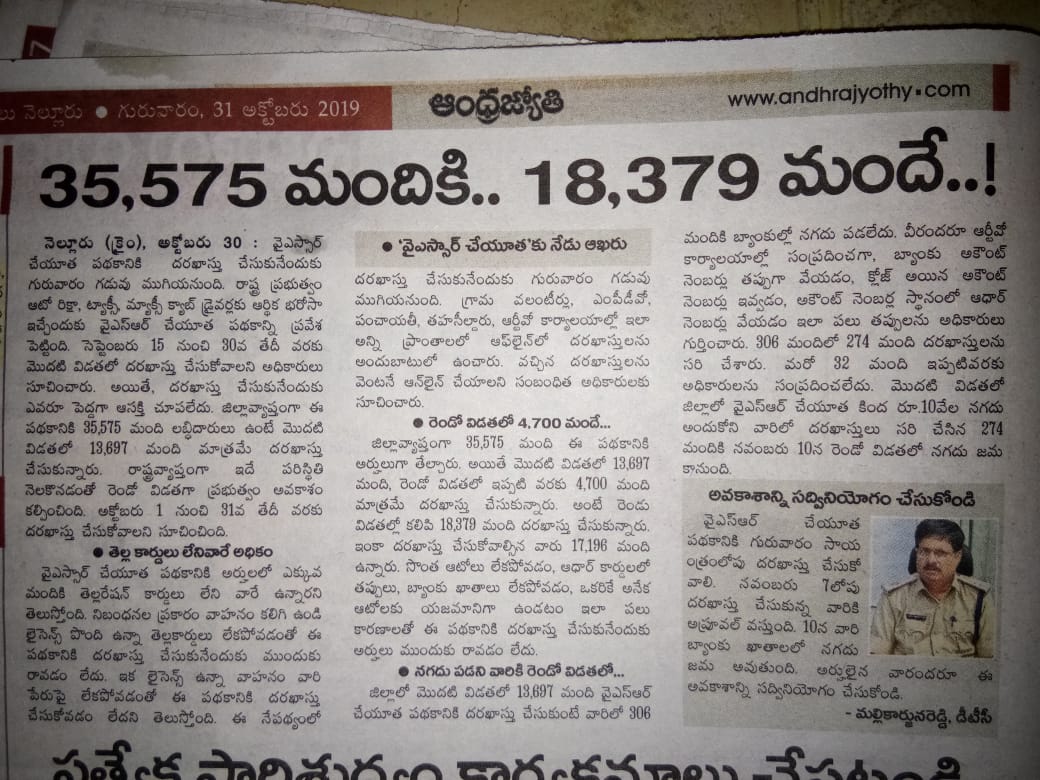 లు నెల్లూరు • గురువారం, 31 అక్టోబరు 2019
ఆంధ్రజ్యోతి
www.andhrajyothy.com
35,575 మందికి.. 18,379 మందే..!
నెల్లూరు (క్రైం), అక్టోబరు 30 : వైఎస్సార్
చేయూత పథకానికి దరఖాస్తు చేసుకునేందుకు
గురువారం గడువు ముగియనుంది. రాష్ట్ర ప్రభుత్వం
ఆటో రిక్షా, ట్యాక్సీ, మ్యాక్సీ క్యాబ్ డ్రైవర్లకు ఆర్థిక భరోసా
ఇచ్చేందుకు వైఎస్ఆర్ చేయూత పథకాన్ని ప్రవేశ
పెట్టింది. సెప్టెంబరు 15 నుంచి 30వ తేదీ వరకు
మొదటి విడతలో దరఖాస్తు చేసుకోవాలని అధికారులు
సూచించారు. అయితే, దరఖాస్తు చేసుకునేందుకు
ఎవరూ పెద్దగా ఆసక్తి చూపలేదు. జిల్లావ్యాప్తంగా ఈ
పథకానికి 35,575 మంది లబ్ధిదారులు ఉంటే మొదటి
విడతలో 13,697 మంది మాత్రమే దరఖాస్తు
చేసుకున్నారు. రాష్ట్రవ్యాప్తంగా ఇదే పరిస్థితి
నెలకొనడంతో రెండో విడతగా ప్రభుత్వం అవకాశం
కల్పించింది. అక్టోబరు 1 నుంచి 31వ తేదీ వరకు
దరఖాస్తు చేసుకోవాలని సూచించింది.
• తెల్ల కార్డులు లేనివారే అధికం
వైఎస్సార్ చేయూత పథకానికి అర్హులలో ఎక్కువ
మందికి తెల్లరేషన్ కార్డులు లేని వారే ఉన్నారని
తెలుస్తోంది. నిబంధనల ప్రకారం వాహనం కలిగి ఉండి
లైసెన్స్ పొంది ఉన్నా తెల్లకార్డులు లేకపోవడంతో ఈ
పథకానికి దరఖాస్తు చేసుకునేందుకు ముందుకు
రావడం లేదు. ఇక లైసెన్స్ ఉన్నా వాహనం వారి
పేరుపై లేకపోవడంతో ఈ పథకానికి దరఖాస్తు
చేసుకోవడం లేదని తెలుస్తోంది. ఈ నేపథ్యంలో
• 'వైఎస్సార్ చేయూత'కు నేడు ఆఖరు
దరఖాస్తు చేసుకునేందుకు గురువారం గడువు
ముగియనుంది. గ్రామ వలంటీర్లు, ఎంపీడీవో,
పంచాయతీ, తహసీల్దారు, ఆర్టీవో కార్యాలయాల్లో ఇలా
అన్ని ప్రాంతాలలో ఆఫ్‌లైన్‌లో దరఖాస్తులను
అందుబాటులో ఉంచారు. వచ్చిన దరఖాస్తులను
వెంటనే ఆన్‌లైన్ చేయాలని సంబంధిత అధికారులకు
సూచించారు.
• రెండో విడతలో 4,700 మందే...
జిల్లావ్యాప్తంగా 35,575 మంది ఈ పథకానికి
అర్హులుగా తేల్చారు. అయితే మొదటి విడతలో 13,697
మంది, రెండో విడతలో ఇప్పటి వరకు 4,700 మంది
మాత్రమే దరఖాస్తు చేసుకున్నారు. అంటే రెండు
విడతల్లో కలిపి 18,379 మంది దరఖాస్తు చేసుకున్నారు.
ఇంకా దరఖాస్తు చేసుకోవాల్సిన వారు 17,196 మంది
ఉన్నారు. సొంత ఆటోలు లేకపోవడం, ఆధార్ కార్డులలో
తప్పులు, బ్యాంకు ఖాతాలు లేకపోవడం, ఒకరికే అనేక
ఆటోలకు యజమానిగా ఉండటం ఇలా పలు
కారణాలతో ఈ పథకానికి దరఖాస్తు చేసుకునేందుకు
అర్హులు ముందుకు రావడం లేదు.
• నగదు పడని వారికి రెండో విడతలో...
జిల్లాలో మొదటి విడతలో 13,697 మంది వైఎస్ఆర్
చేయూత పథకానికి దరఖాస్తు చేసుకుంటే వారిలో 306
మందికి బ్యాంకుల్లో నగదు పడలేదు. వీరందరూ ఆర్టీవో
కార్యాలయాల్లో సంప్రదించగా, బ్యాంకు అకౌంట్
నెంబర్లు తప్పుగా వేయడం, క్లోజ్ అయిన అకౌంట్
నెంబర్లు ఇవ్వడం, అకౌంట్ నెంబర్ల స్థానంలో ఆధార్
నెంబర్లు వేయడం ఇలా పలు తప్పులను అధికారులు
గుర్తించారు. 306 మందిలో 274 మంది దరఖాస్తులను
సరి చేశారు. మరో 32 మంది ఇప్పటివరకు
అధికారులను సంప్రదించలేదు. మొదటి విడతలో
జిల్లాలో వైఎస్ఆర్ చేయూత కింద రూ.10వేల నగదు
అందుకోని వారిలో దరఖాస్తులు సరి చేసిన 274
మందికి నవంబరు 10న రెండో విడతలో నగదు జమ
కానుంది.
అవకాశాన్ని సద్వినియోగం చేసుకోండి
వైఎస్ఆర్ చేయూత
పథకానికి గురువారం సాయ
ంత్రంలోపు దరఖాస్తు చేసుకో
వాలి. నవంబరు 7లోపు
దరఖాస్తు చేసుకున్న వారికి
అప్రూవల్ వస్తుంది. 10న వారి
బ్యాంకు ఖాతాలలో నగదు
జమ అవుతుంది. అర్హులైన వారందరూ ఈ
అవకాశాన్ని సద్వినియోగం చేసుకోండి.
- మల్లికార్జునరెడ్డి, డీటీసీ